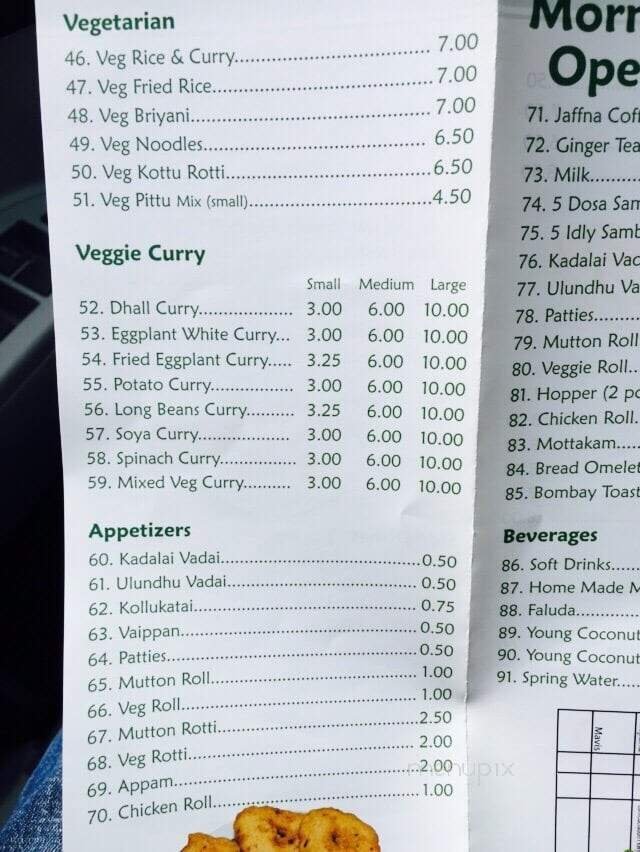 Vegetarian
46. Veg Rice & Curry.................................. 7.00
47. Veg Fried Rice...................................... 7.00
48. Veg Briyani.......................................... 7.00
49. Veg Noodles....................................... 6.50
50. Veg Kottu Rotti.................................... 6.50
51. Veg Pittu Mix (small)................................ 4.50
Veggie Curry
Small Medium Large
52. Dhall Curry................... 3.00 6.00 10.00
53. Eggplant White Curry... 3.00 6.00 10.00
54. Fried Eggplant Curry..... 3.25 6.00 10.00
55. Potato Curry................. 3.00 6.00 10.00
56. Long Beans Curry.......... 3.25 6.00 10.00
57. Soya Curry................... 3.00 6.00 10.00
58. Spinach Curry............... 3.00 6.00 10.00
59. Mixed Veg Curry.......... 3.00 6.00 10.00
Appetizers
60. Kadalai Vadai........................................0.50
61. Ulundhu Vadai...................................... 0.50
62. Kollukatai............................................. 0.75
63. Vaippan............................................... 0.50
64. Patties..................................................0.50
65. Mutton Roll.......................................... 1.00
66. Veg Roll............................................... 1.00
67. Mutton Rotti........................................2.50
68. Veg Rotti............................................. 2.00
69. Appam................................................2.00
70. Chicken Roll.........................................1.00
Morn
Ope
71. Jaffna Coff
72. Ginger Tea
73. Milk..........
74. 5 Dosa Sam
75. 5 Idly Samb
76. Kadalai Vad
77. Ulundhu Va
78. Patties........
79. Mutton Roll
80. Veggie Roll..
81. Hopper (2 pc
82. Chicken Roll.
83. Mottakam.....
84. Bread Omelet
85. Bombay Toast
Beverages
86. Soft Drinks......
87. Home Made M
88. Faluda............
89. Young Coconut
90. Young Coconut
91. Spring Water....
Mavis
menupix